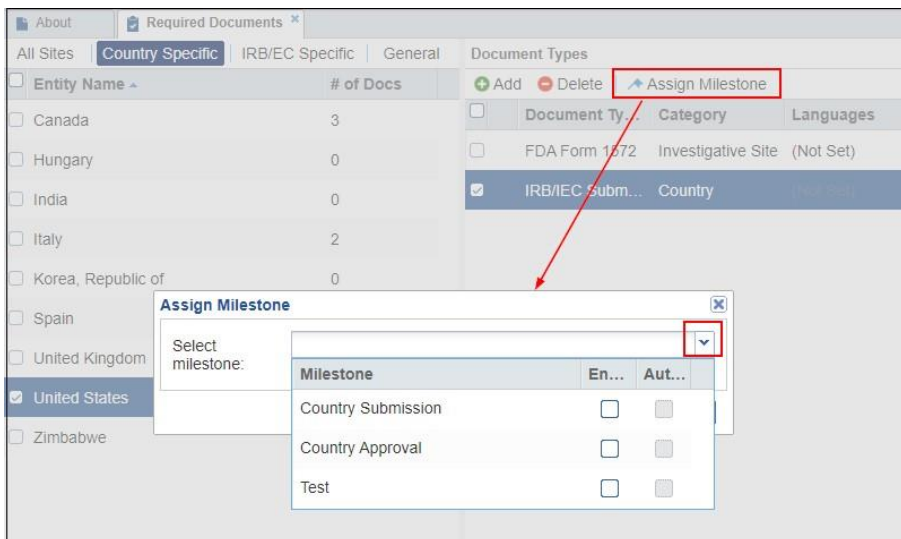 About Required Documents
All Sites Country Specific IRB/EC Specific General
Entity Name # of Docs
Canada 3
Hungary 0
India 0
Italy 2
Korea, Republic of 0
Spain
United Kingdom
United States
Zimbabwe
Document Types
Add Delete Assign Milestone
Document Ty... Category Languages
FDA Form 1572 Investigative Site (Not Set)
IRB/IEC Subm... Country (Not Set)
Assign Milestone
Select
milestone:
Milestone En... Aut...
Country Submission
Country Approval
Test